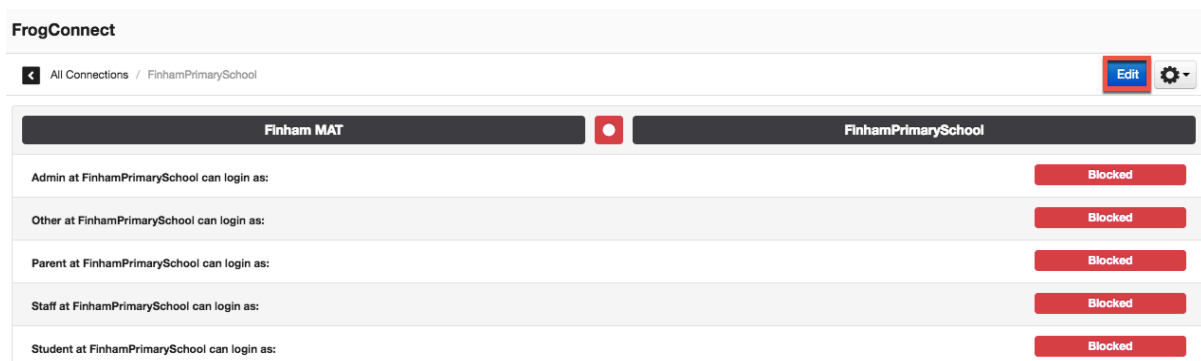 FrogConnect
All Connections / FinhamPrimarySchool
Edit
Finham MAT
FinhamPrimarySchool
Admin at FinhamPrimarySchool can login as:
Blocked
Other at FinhamPrimarySchool can login as:
Blocked
Parent at FinhamPrimarySchool can login as:
Blocked
Staff at FinhamPrimarySchool can login as:
Blocked
Student at FinhamPrimarySchool can login as:
Blocked